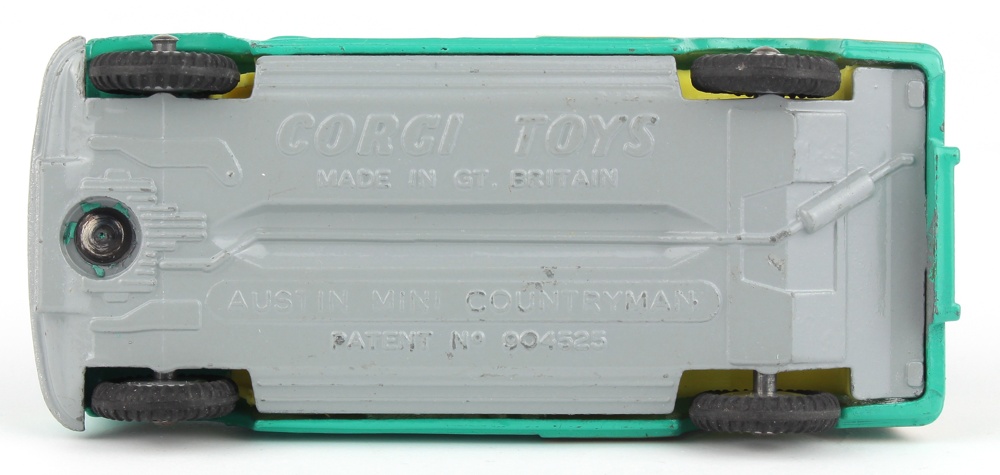 CORGI TOYS
MADE IN GT. BRITAIN
AUSTIN MINI COUNTRYMAN
PATENT Nº 904525